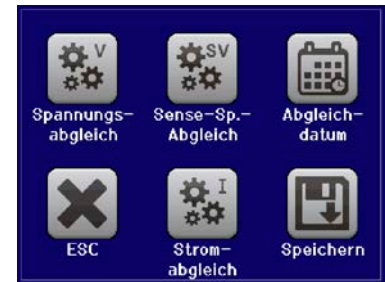 V SV
Spannungs- Sense-Sp.- Abgleich-
abgleich Abgleich datum
I
ESC Strom- Speichern
abgleich